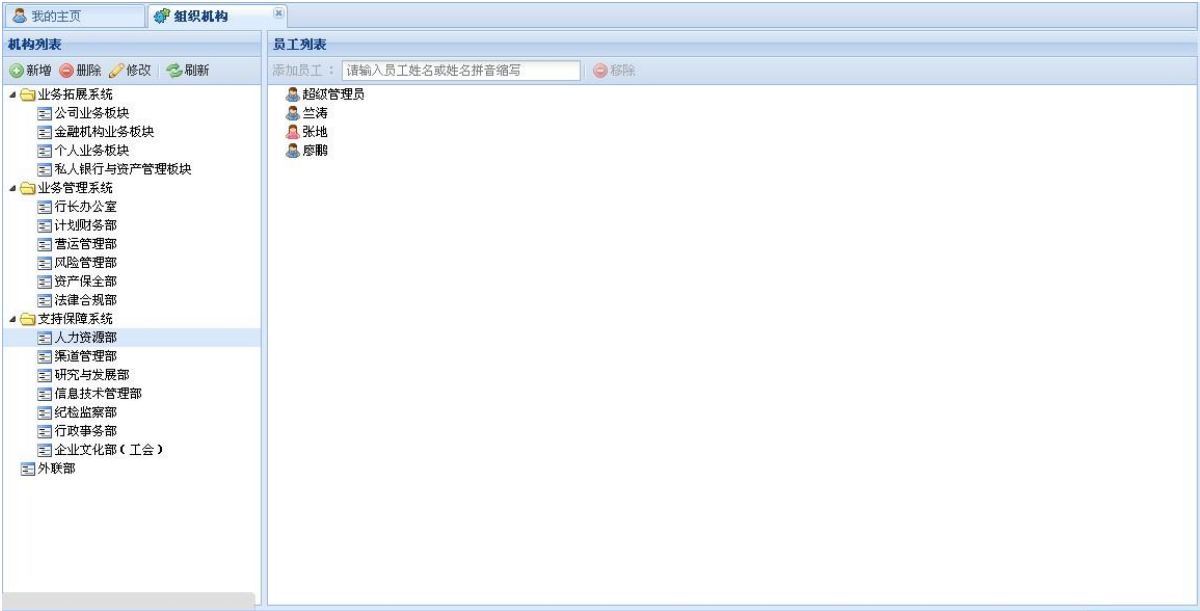 我的主页
组织机构
机构列表
新增 删除 修改 刷新
业务拓展系统
公司业务板块
金融机构业务板块
个人业务板块
私人银行与资产管理板块
业务管理系统
行长办公室
计划财务部
营运管理部
风险管理部
资产保全部
法律合规部
支持保障系统
人力资源部
渠道管理部
研究与发展部
信息技术管理部
纪检监察部
行政事务部
企业文化部(工会)
外联部
员工列表
添加员工: 请输入员工姓名或姓名拼音缩写 移除
超级管理员
竺涛
张地
廖鹏